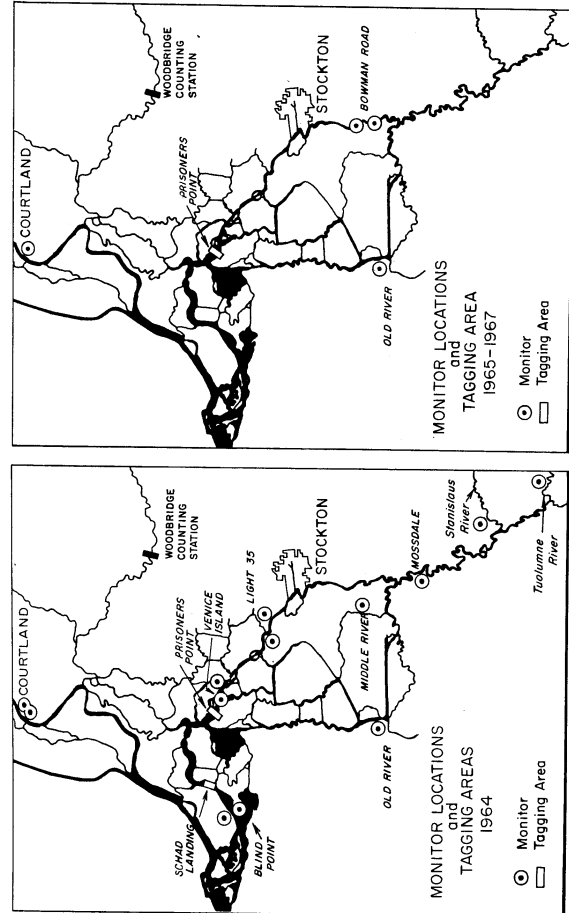 COURTLAND
WOODBRIDGE
COUNTING
STATION
PRISONERS
POINT
VENICE
ISLAND
LIGHT 35
STOCKTON
SCHAD
LANDING
BLIND
POINT
MIDDLE RIVER
OLD RIVER
MOSSDALE
Stanislaus
River
Tuolumne
River
MONITOR LOCATIONS
and
TAGGING AREAS
1964
Monitor
Tagging Area
COURTLAND
WOODBRIDGE
COUNTING
STATION
PRISONERS
POINT
STOCKTON
BOWMAN ROAD
OLD RIVER
MONITOR LOCATIONS
and
TAGGING AREA
1965-1967
Monitor
Tagging Area